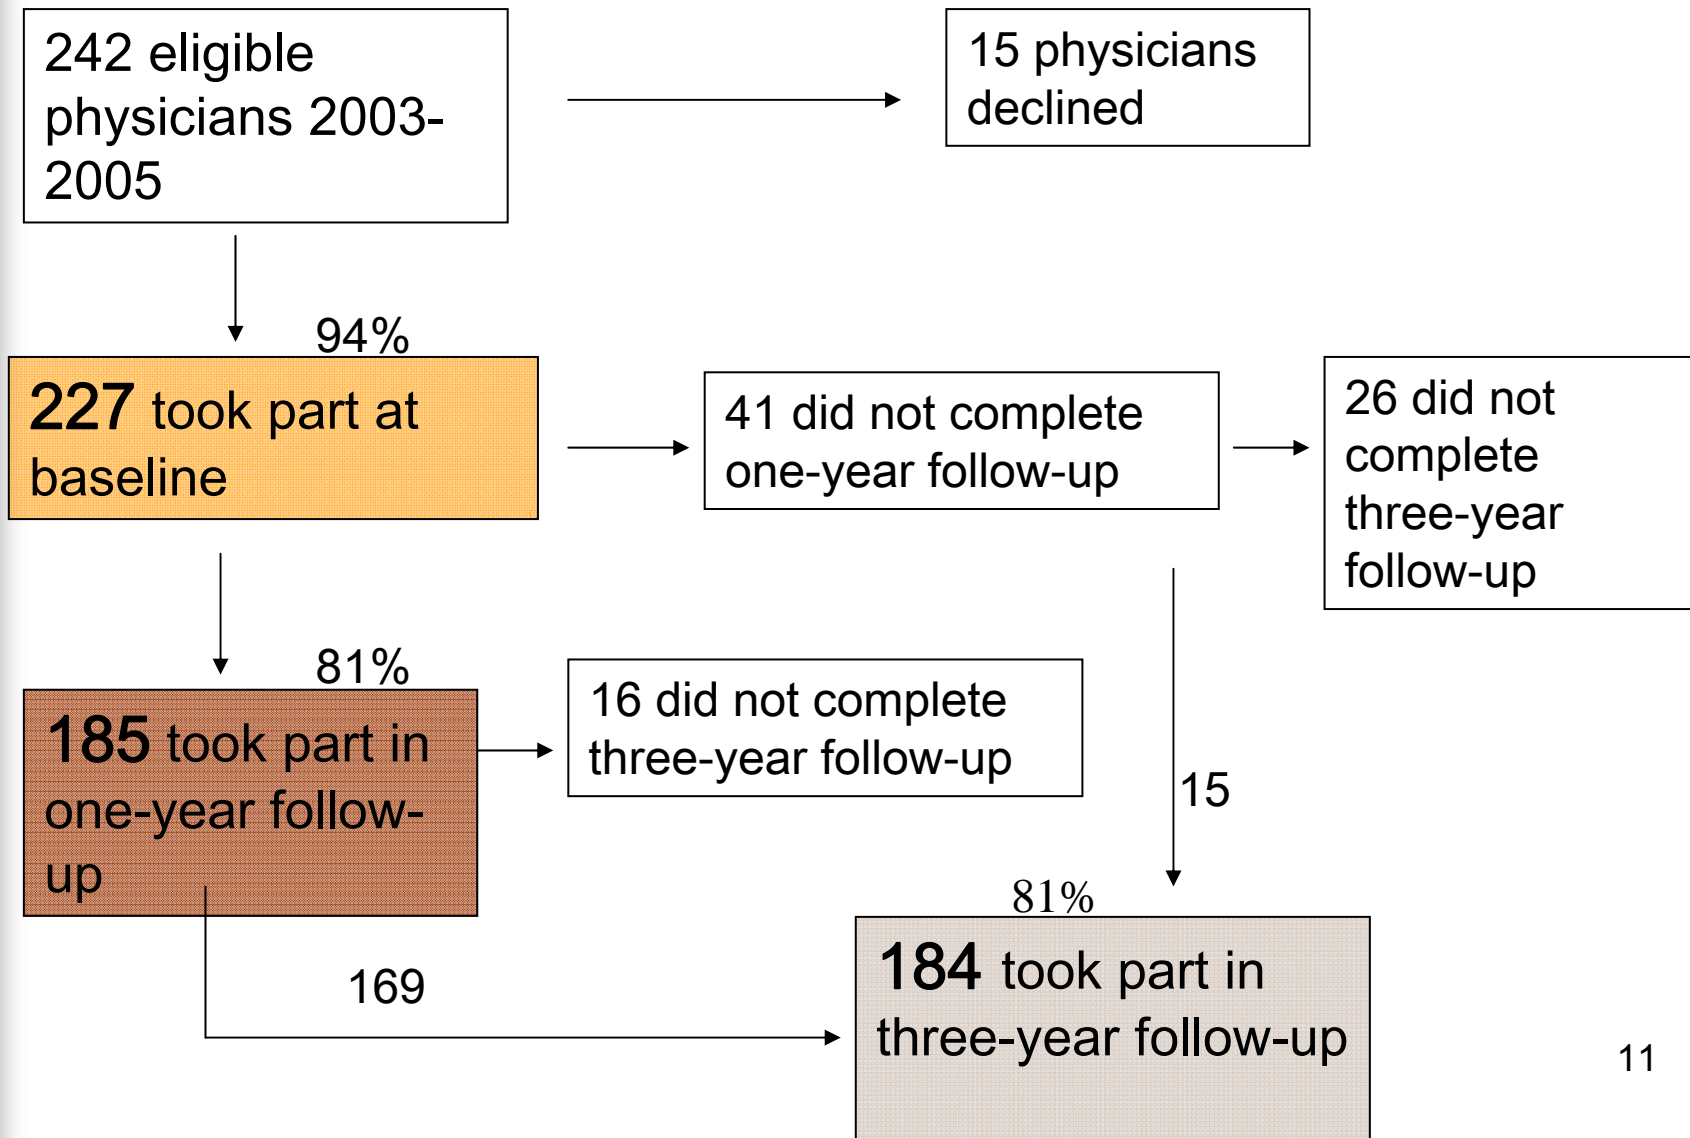 242 eligible
physicians 2003-
2005
15 physicians
declined
94%
227 took part at
baseline
41 did not complete
one-year follow-up
26 did not
complete
three-year
follow-up
81%
185 took part in
one-year follow-
up
16 did not complete
three-year follow-up
15
81%
169
184 took part in
three-year follow-up
11